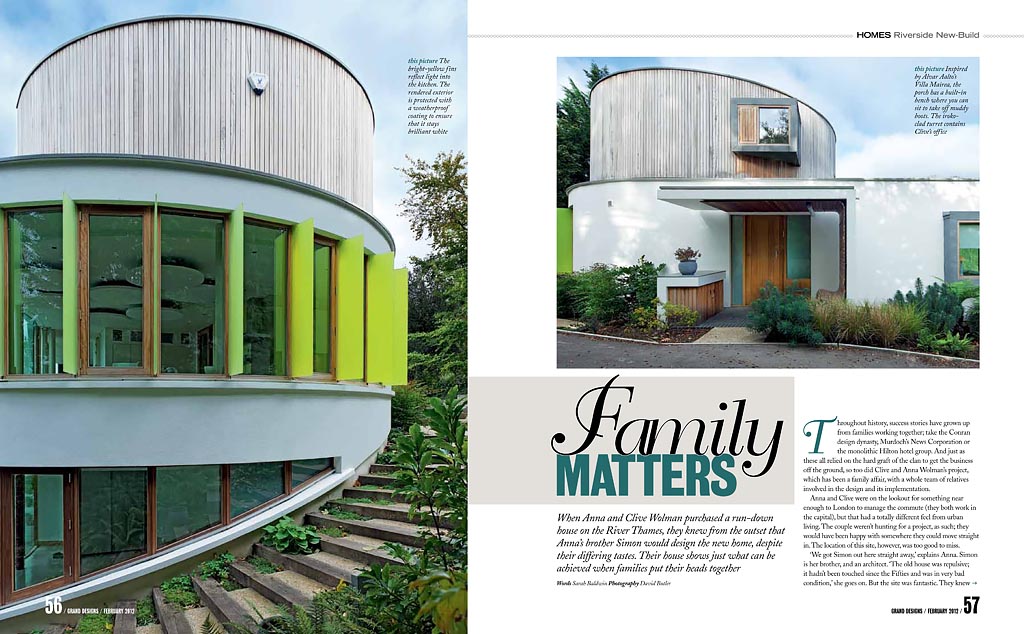 this picture The
bright-yellow fins
reflect light into
the kitchen. The
rendered exterior
is protected with
a weatherproof
coating to ensure
that it stays
brilliant white
56 / GRAND DESIGNS / FEBRUARY 2012
HOMES Riverside New-Build
this picture Inspired
by Alvar Aalto's
Villa Mairea, the
porch has a built-in
bench where you can
sit to take off muddy
boots. The iroko-
clad turret contains
Clive's office
Family
MATTERS
When Anna and Clive Wolman purchased a run-down
house on the River Thames, they knew from the outset that
Anna's brother Simon would design the new home, despite
their differing tastes. Their house shows just what can be
achieved when families put their heads together
Words Sarah Baldwin Photography David Butler
Throughout history, success stories have grown up
from families working together; take the Conran
design dynasty, Murdoch's News Corporation or
the monolithic Hilton hotel group. And just as
these all relied on the hard graft of the clan to get the business
off the ground, so too did Clive and Anna Wolman's project,
which has been a family affair, with a whole team of relatives
involved in the design and its implementation.
Anna and Clive were on the lookout for something near
enough to London to manage the commute (they both work in
the capital), but that had a totally different feel from urban
living. The couple weren't hunting for a project, as such; they
would have been happy with somewhere they could move straight
in. The location of this site, however, was too good to miss.
'We got Simon out here straight away,' explains Anna. Simon
is her brother, and an architect. 'The old house was repulsive;
it hadn't been touched since the Fifties and was in very bad
condition,' she goes on. But the site was fantastic. They knew →
GRAND DESIGNS / FEBRUARY 2012 / 57